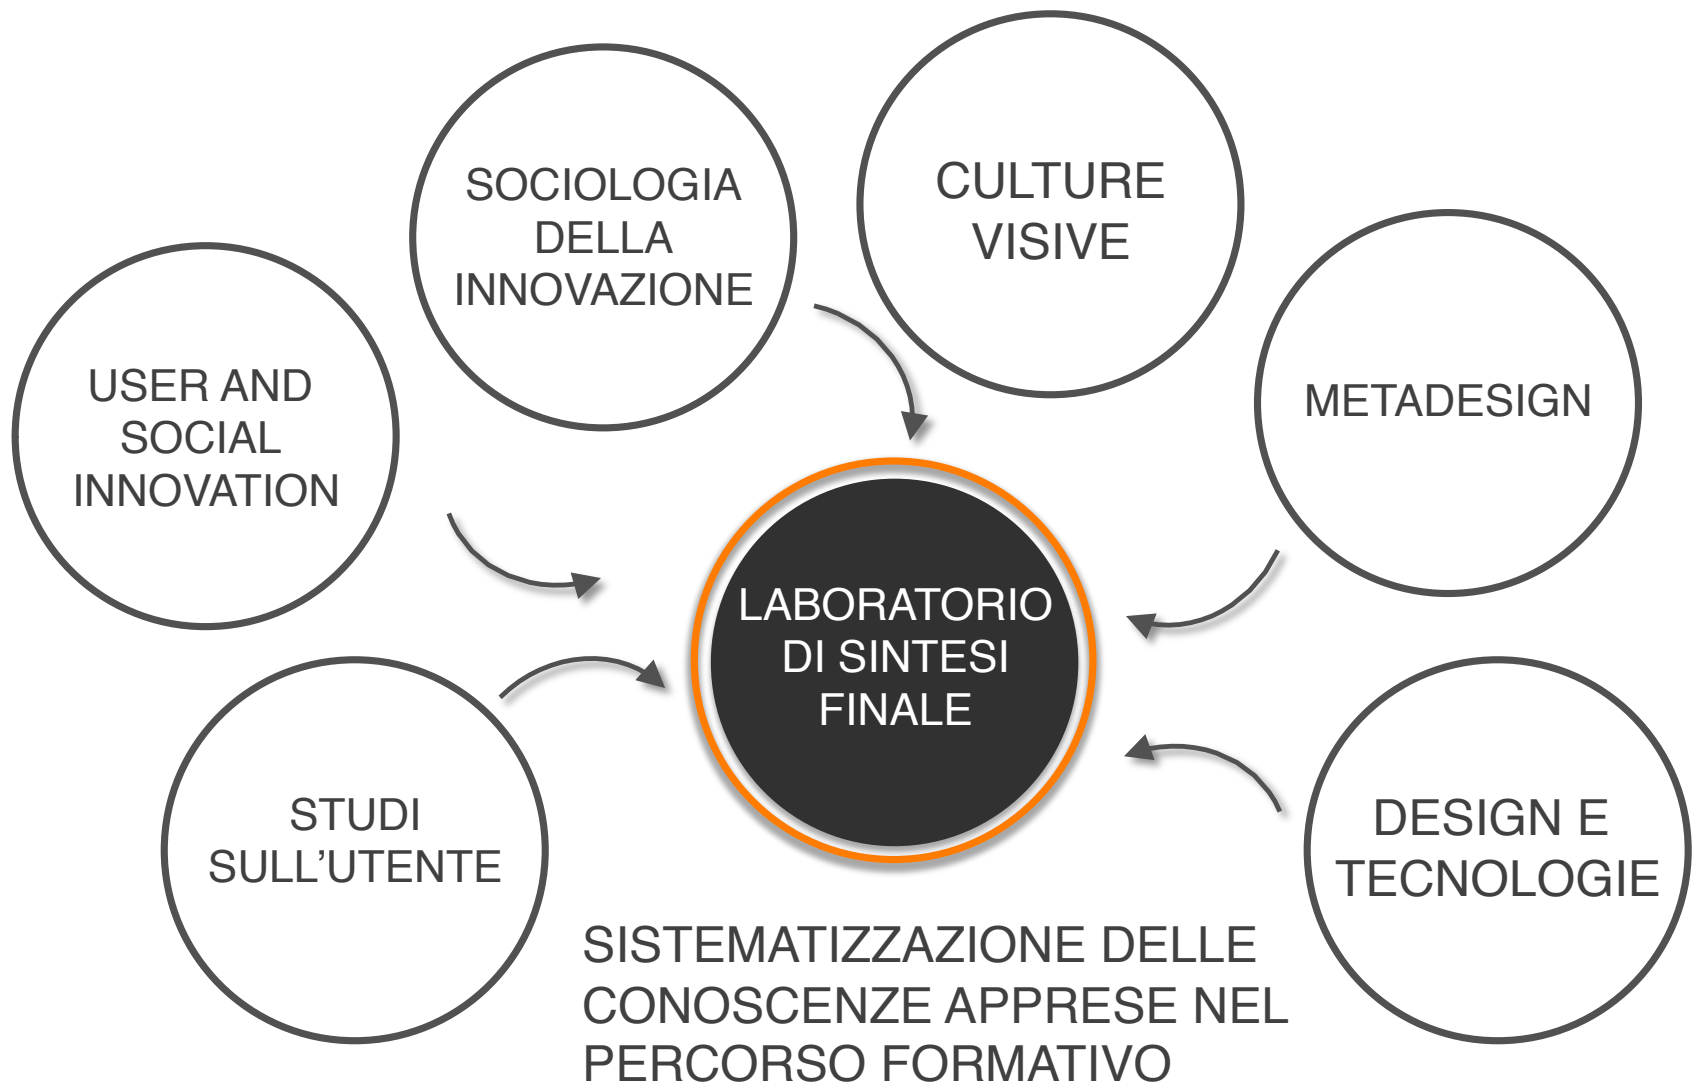 SOCIOLOGIA
DELLA
INNOVAZIONE
CULTURE
VISIVE
USER AND
SOCIAL
INNOVATION
METADESIGN
LABORATORIO
DI SINTESI
FINALE
STUDI
SULL’UTENTE
DESIGN E
TECNOLOGIE
SISTEMATIZZAZIONE DELLE
CONOSCENZE APPRESE NEL
PERCORSO FORMATIVO